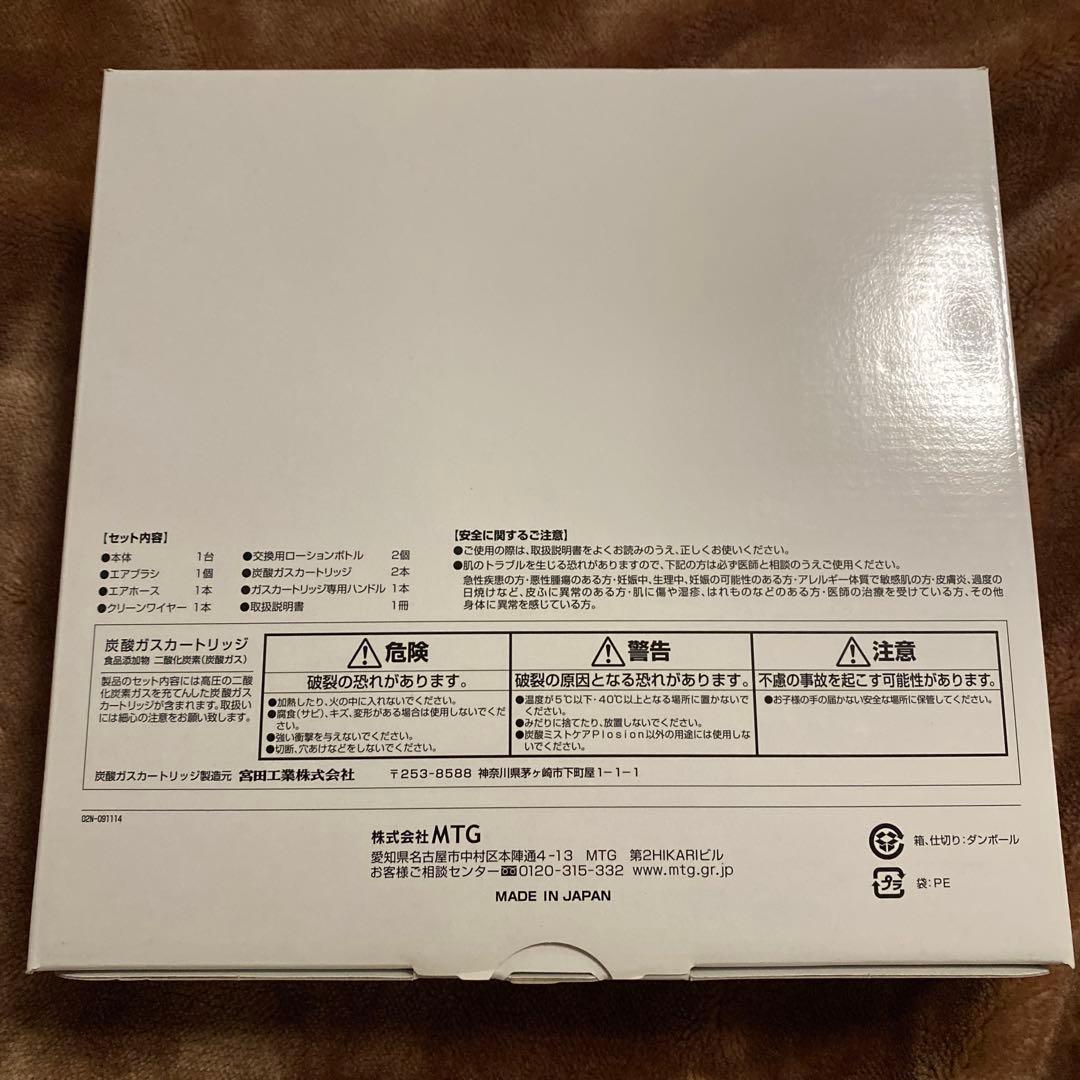 【セット内容】
●本体 1台
●エアブラシ 1個
●エアホース 1本
●クリーンワイヤー 1本
●交換用ローションボトル 2個
●炭酸ガスカートリッジ 2本
●ガスカートリッジ専用ハンドル 1本
●取扱説明書 1冊
【安全に関するご注意】
●ご使用の際は、取扱説明書をよくお読みのうえ、正しくお使いください。
●肌のトラブルを生じる恐れがありますので、下記の方は必ず医師と相談のうえご使用ください。
急性疾患の方・悪性腫瘍のある方・妊娠中、生理中、妊娠の可能性のある方・アレルギー体質で敏感肌の方・皮膚炎、過度の
日焼けなど、皮ふに異常のある方・肌に傷や湿疹、はれものなどのある方・医師の治療を受けている方、その他
身体に異常を感じている方。
炭酸ガスカートリッジ
食品添加物 二酸化炭素(炭酸ガス)
製品のセット内容には高圧の二酸
化炭素ガスを充てんした炭酸ガス
カートリッジが含まれます。取扱い
には細心の注意をお願い致します。
危険
破裂の恐れがあります。
●加熱したり、火の中に入れないでください。
●腐食(サビ)、キズ、変形がある場合は使用しないでくだ
さい。
●強い衝撃を与えないでください。
●切断、穴あけなどをしないでください。
警告
破裂の原因となる恐れがあります。
●温度が5℃以下・40℃以上となる場所に置かないで
ください。
●みだりに捨てたり、放置しないでください。
●炭酸ミストケアPlosion以外の用途には使用しな
いでください。
注意
不慮の事故を起こす可能性があります。
●お子様の手の届かない安全な場所に保管してください。
炭酸ガスカートリッジ製造元 宮田工業株式会社 〒253-8588 神奈川県茅ヶ崎市下町屋1-1-1
02N-091114
株式会社MTG
愛知県名古屋市中村区本陣通4-13 MTG 第2HIKARIビル
お客様ご相談センター 0120-315-332 www.mtg.gr.jp
MADE IN JAPAN
箱、仕切り:ダンボール
プラ 袋:PE